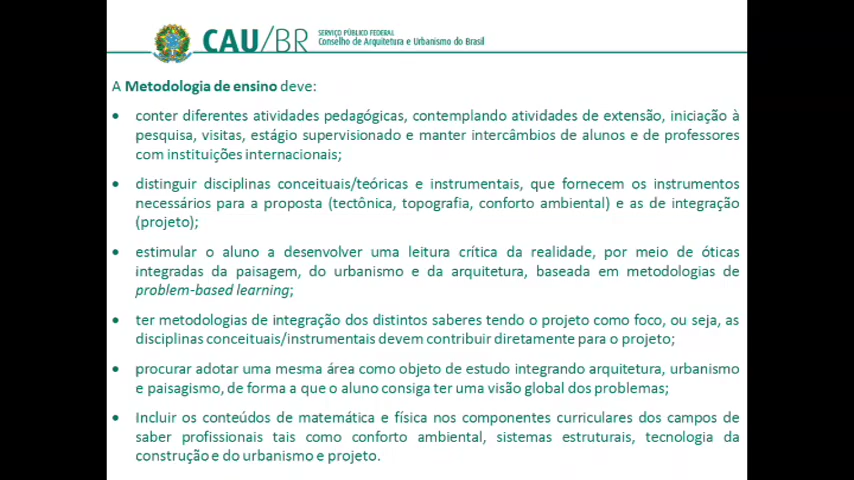 CAU/BR
SERVIÇO PÚBLICO FEDERAL
Conselho de Arquitetura e Urbanismo do Brasil
A Metodologia de ensino deve:
• conter diferentes atividades pedagógicas, contemplando atividades de extensão, iniciação à
pesquisa, visitas, estágio supervisionado e manter intercâmbios de alunos e de professores
com instituições internacionais;
• distinguir disciplinas conceituais/teóricas e instrumentais, que fornecem os instrumentos
necessários para a proposta (tectônica, topografia, conforto ambiental) e as de integração
(projeto);
• estimular o aluno a desenvolver uma leitura crítica da realidade, por meio de óticas
integradas da paisagem, do urbanismo e da arquitetura, baseada em metodologias de
problem-based learning;
• ter metodologias de integração dos distintos saberes tendo o projeto como foco, ou seja, as
disciplinas conceituais/instrumentais devem contribuir diretamente para o projeto;
• procurar adotar uma mesma área como objeto de estudo integrando arquitetura, urbanismo
e paisagismo, de forma a que o aluno consiga ter uma visão global dos problemas;
• Incluir os conteúdos de matemática e física nos componentes curriculares dos campos de
saber profissionais tais como conforto ambiental, sistemas estruturais, tecnologia da
construção e do urbanismo e projeto.